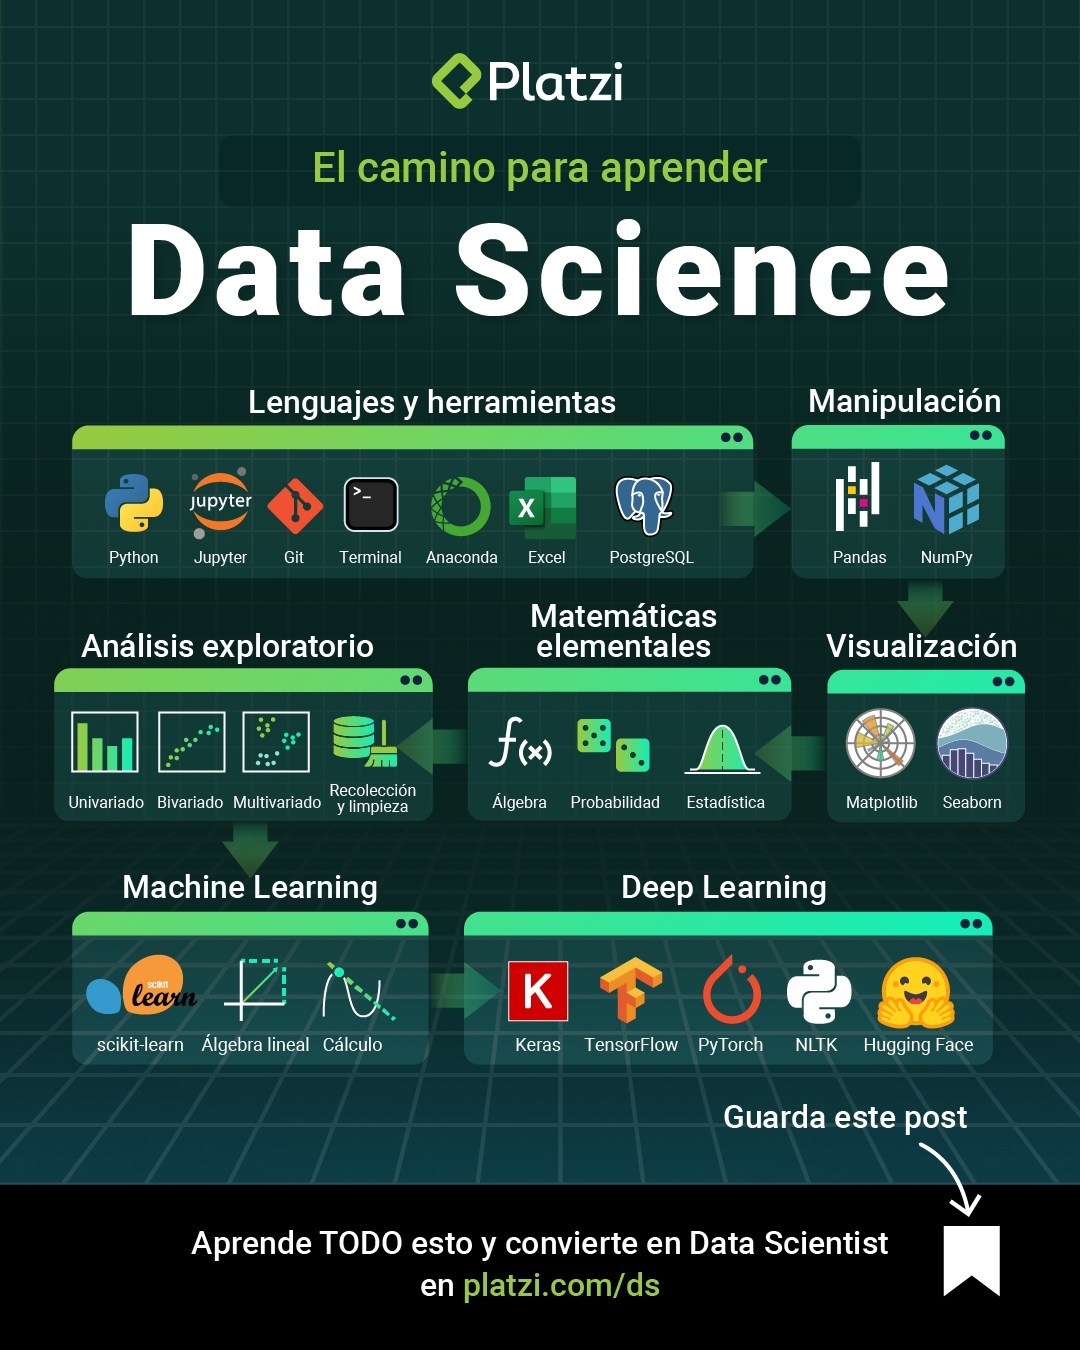 Platzi
El camino para aprender
Data Science
Lenguajes y herramientas
jupyter
>_
X
Python
Jupyter
Git
Terminal
Anaconda
Excel
PostgreSQL
Manipulación
N
Pandas
NumPy
Análisis exploratorio
Univariado
Bivariado
Multivariado
Recolección
y limpieza
Matemáticas
elementales
f(x)
Álgebra
Probabilidad
Estadística
Visualización
Matplotlib
Seaborn
Machine Learning
scikit
learn
scikit-learn
Álgebra lineal
Cálculo
Deep Learning
K
Keras
TensorFlow
PyTorch
NLTK
Hugging Face
Guarda este post
Aprende TODO esto y convierte en Data Scientist
en platzi.com/ds